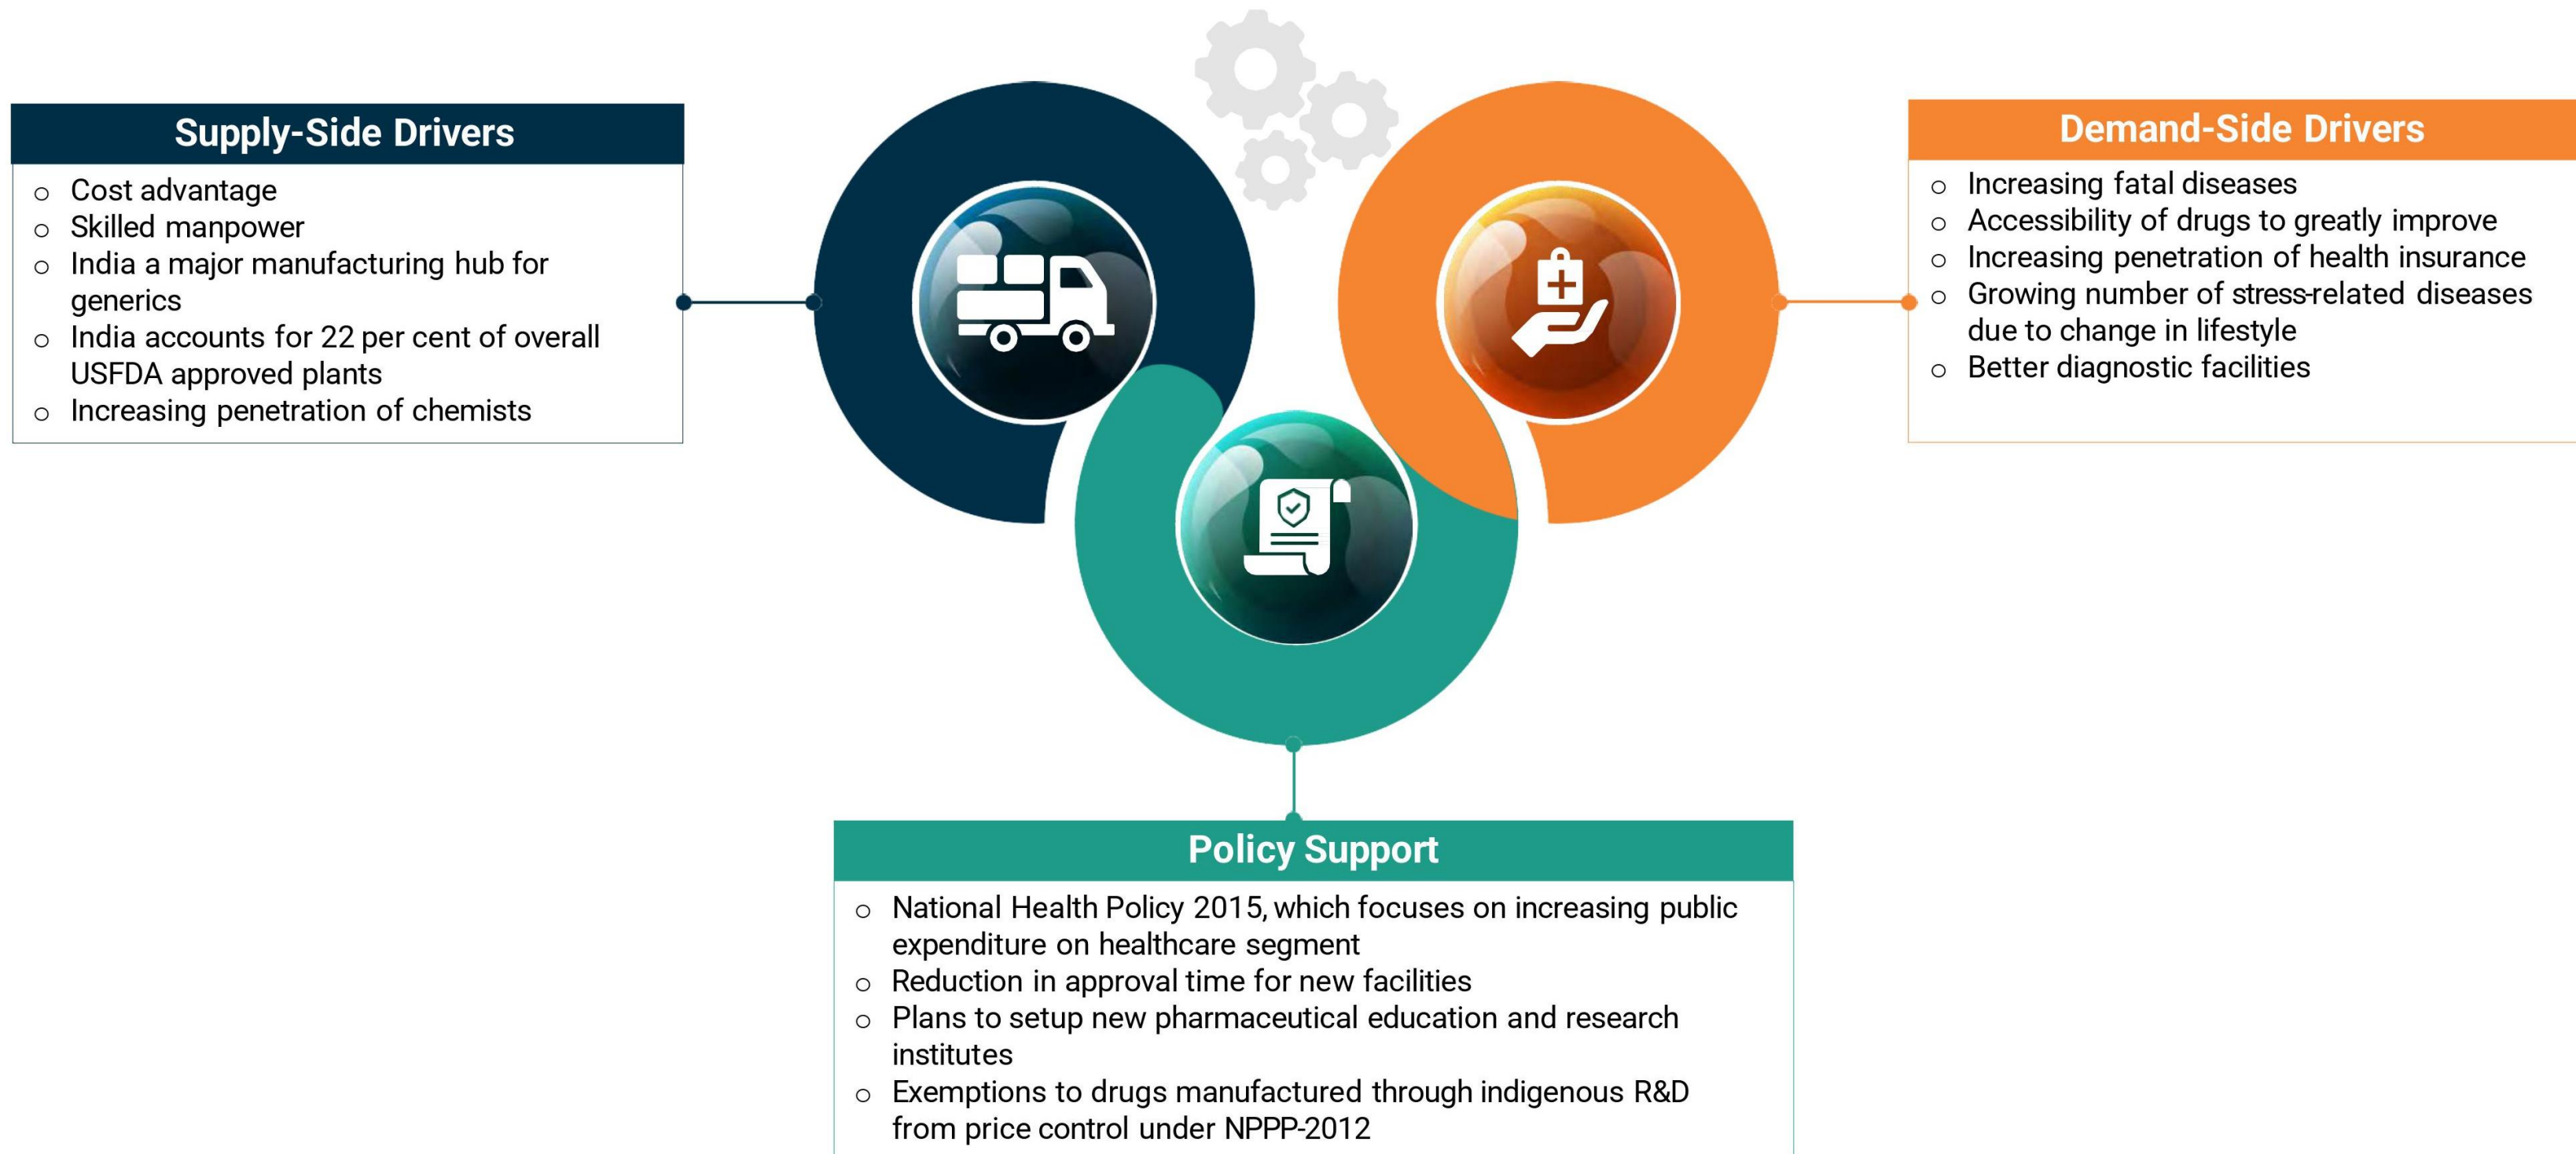 Supply-Side Drivers
o Cost advantage
o Skilled manpower
o India a major manufacturing hub for
generics
o India accounts for 22 per cent of overall
USFDA approved plants
o Increasing penetration of chemists
Demand-Side Drivers
o Increasing fatal diseases
o Accessibility of drugs to greatly improve
o Increasing penetration of health insurance
o Growing number of stress-related diseases
due to change in lifestyle
o Better diagnostic facilities
Policy Support
o National Health Policy 2015, which focuses on increasing public
expenditure on healthcare segment
o Reduction in approval time for new facilities
o Plans to setup new pharmaceutical education and research
institutes
o Exemptions to drugs manufactured through indigenous R&D
from price control under NPPP-2012